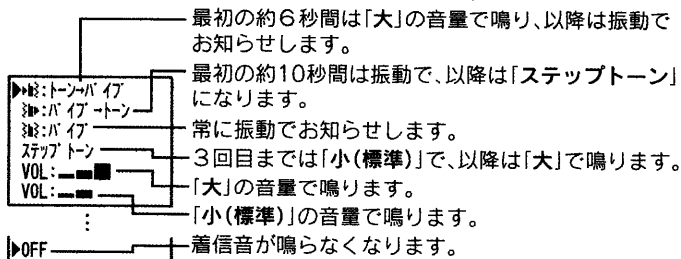 最初の約6秒間は「大」の音量で鳴り、以降は振動で
お知らせします。
最初の約10秒間は振動で、以降は「ステップトーン」
になります。
常に振動でお知らせします。
3回目までは「小(標準)」で、以降は「大」で鳴ります。
「大」の音量で鳴ります。
「小(標準)」の音量で鳴ります。
着信音が鳴らなくなります。
:トーン→バイブ
:バイブ→トーン
:バイブ
ステップトーン
VOL:
VOL:
OFF